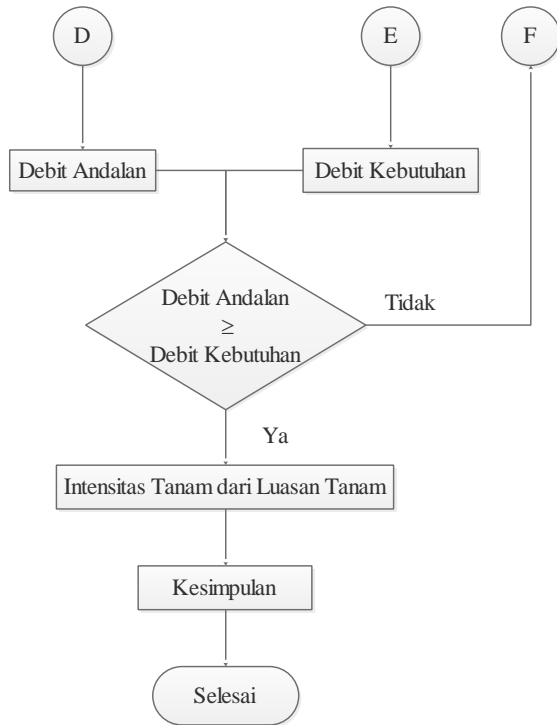 D
E
F
Debit Andalan
Debit Kebutuhan
Debit Andalan
≥
Debit Kebutuhan
Tidak
Ya
Intensitas Tanam dari Luasan Tanam
Kesimpulan
Selesai